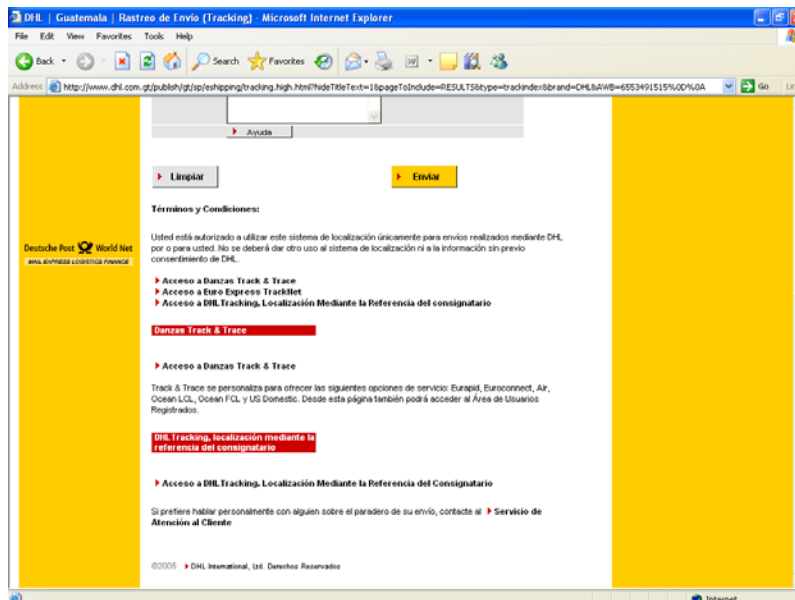 DHL | Guatemala | Rastreo de Envío (Tracking) - Microsoft Internet Explorer
File Edit View Favorites Tools Help
Back Search Favorites
Address http://www.dhl.com.gt/publish/gt/sp/eshipping/tracking.high.html?hideTitleText=1&pageToInclude=RESULTS&type=trackindex&brand=DHL&AWB=6553491515%0D%0A Go
Ayuda
Limpiar Enviar
Términos y Condiciones:
Usted está autorizado a utilizar este sistema de localización únicamente para envíos realizados mediante DHL,
por o para usted. No se deberá dar otro uso al sistema de localización ni a la información sin previo
consentimiento de DHL.
Deutsche Post World Net
MAIL EXPRESS LOGISTICS FINANCE
Acceso a Danzas Track & Trace
Acceso a Euro Express TrackNet
Acceso a DHLTracking, Localización Mediante la Referencia del consignatario
Danzas Track & Trace
Acceso a Danzas Track & Trace
Track & Trace se personaliza para ofrecer las siguientes opciones de servicio: Eurapid, Euroconnect, Air,
Ocean LCL, Ocean FCL y US Domestic. Desde esta página también podrá acceder al Área de Usuarios
Registrados.
DHLTracking, localización mediante la
referencia del consignatario
Acceso a DHLTracking, Localización Mediante la Referencia del Consignatario
Si prefiere hablar personalmente con alguien sobre el paradero de su envío, contacte al Servicio de
Atención al Cliente
©2005 DHL International, Ltd. Derechos Reservados
Internet